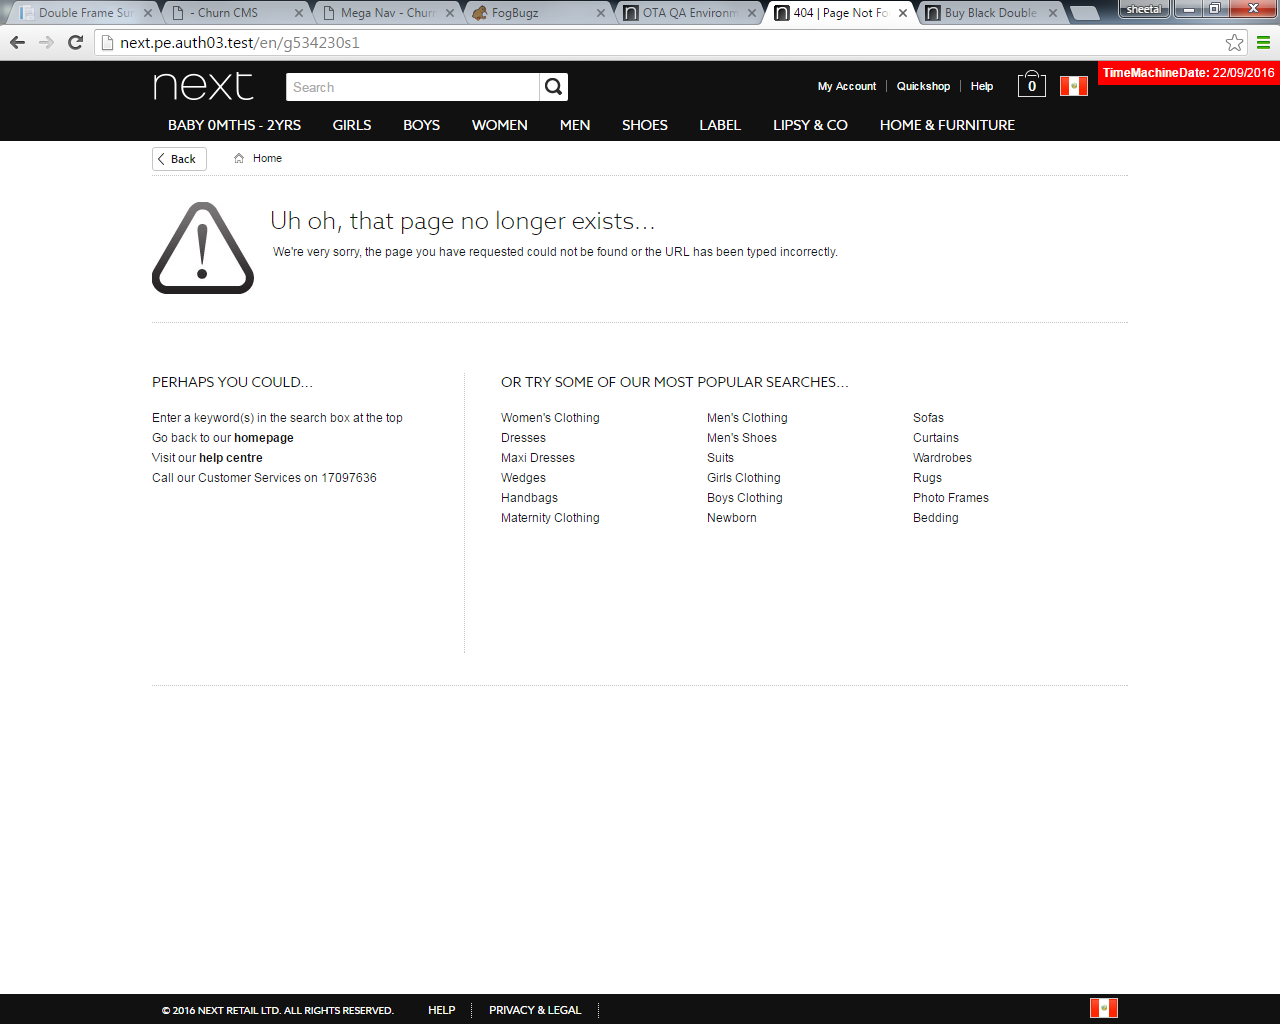 Double Frame Sun
- Churn CMS
Mega Nav - Churn
FogBugz
OTA QA Environm
404 | Page Not Fo
Buy Black Double
sheetal
next.pe.auth03.test/en/g534230s1
next
Search
My Account
Quickshop
Help
0
TimeMachineDate: 22/09/2016
BABY 0MTHS - 2YRS
GIRLS
BOYS
WOMEN
MEN
SHOES
LABEL
LIPSY & CO
HOME & FURNITURE
Back
Home
Uh oh, that page no longer exists...
We're very sorry, the page you have requested could not be found or the URL has been typed incorrectly.
PERHAPS YOU COULD...
Enter a keyword(s) in the search box at the top
Go back to our homepage
Visit our help centre
Call our Customer Services on 17097636
OR TRY SOME OF OUR MOST POPULAR SEARCHES...
Women's Clothing
Dresses
Maxi Dresses
Wedges
Handbags
Maternity Clothing
Men's Clothing
Men's Shoes
Suits
Girls Clothing
Boys Clothing
Newborn
Sofas
Curtains
Wardrobes
Rugs
Photo Frames
Bedding
© 2016 NEXT RETAIL LTD. ALL RIGHTS RESERVED.
HELP
PRIVACY & LEGAL